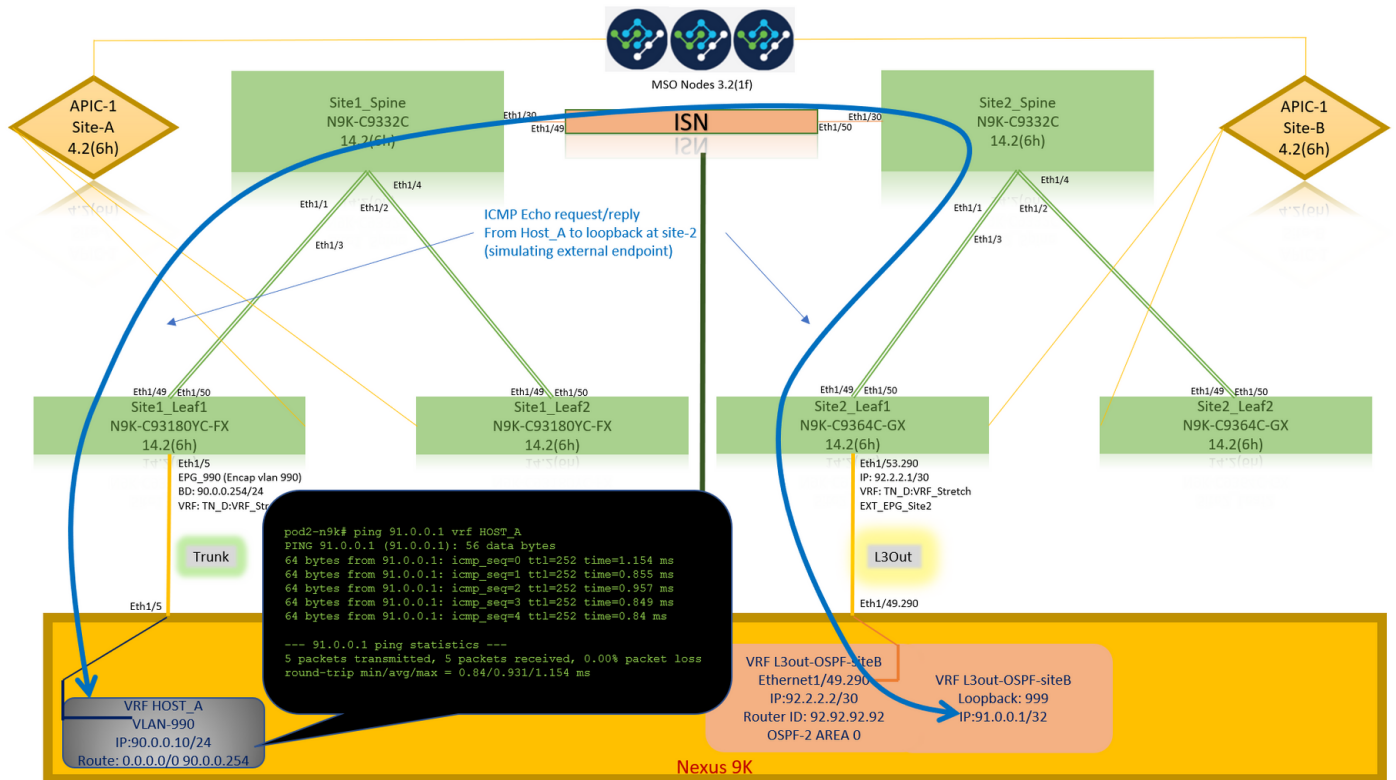 MSO Nodes 3.2(1f)
APIC-1
Site-A
4.2(6h)
Site1_Spine
N9K-C9332C
14.2(6h)
Eth1/30
Eth1/49
ISN
Eth1/30
Eth1/50
Site2_Spine
N9K-C9332C
14.2(6h)
APIC-1
Site-B
4.2(6h)
Eth1/4
Eth1/1
Eth1/2
Eth1/3
ICMP Echo request/reply
From Host_A to loopback at site-2
(simulating external endpoint)
Eth1/4
Eth1/1
Eth1/2
Eth1/3
Eth1/49 Eth1/50
Site1_Leaf1
N9K-C93180YC-FX
14.2(6h)
Eth1/49 Eth1/50
Site1_Leaf2
N9K-C93180YC-FX
14.2(6h)
Eth1/49 Eth1/50
Site2_Leaf1
N9K-C9364C-GX
14.2(6h)
Eth1/49 Eth1/50
Site2_Leaf2
N9K-C9364C-GX
14.2(6h)
Eth1/5
EPG_990 (Encap vlan 990)
BD: 90.0.0.254/24
VRF: TN_D:VRF_Str
Eth1/53.290
IP: 92.2.2.1/30
VRF: TN_D:VRF_Stretch
EXT_EPG_Site2
Trunk
L3Out
Eth1/5
Eth1/49.290
pod2-n9k# ping 91.0.0.1 vrf HOST_A
PING 91.0.0.1 (91.0.0.1): 56 data bytes
64 bytes from 91.0.0.1: icmp_seq=0 ttl=252 time=1.154 ms
64 bytes from 91.0.0.1: icmp_seq=1 ttl=252 time=0.855 ms
64 bytes from 91.0.0.1: icmp_seq=2 ttl=252 time=0.957 ms
64 bytes from 91.0.0.1: icmp_seq=3 ttl=252 time=0.849 ms
64 bytes from 91.0.0.1: icmp_seq=4 ttl=252 time=0.84 ms
--- 91.0.0.1 ping statistics ---
5 packets transmitted, 5 packets received, 0.00% packet loss
round-trip min/avg/max = 0.84/0.931/1.154 ms
VRF HOST_A
VLAN-990
IP:90.0.0.10/24
Route: 0.0.0.0/0 90.0.0.254
VRF L3out-OSPF-siteB
Ethernet1/49.290
IP:92.2.2.2/30
Router ID: 92.92.92.92
OSPF-2 AREA 0
VRF L3out-OSPF-siteB
Loopback: 999
IP:91.0.0.1/32
Nexus 9K